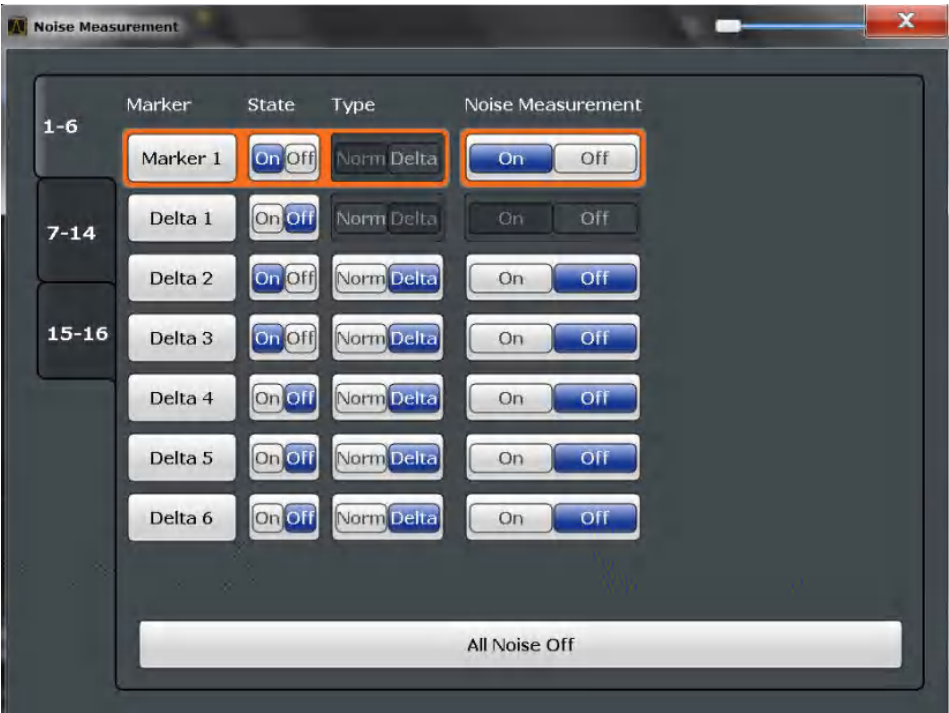 Noise Measurement
X
1-6
7-14
15-16
Marker State Type Noise Measurement
Marker 1 On Off Norm Delta On Off
Delta 1 On Off Norm Delta On Off
Delta 2 On Off Norm Delta On Off
Delta 3 On Off Norm Delta On Off
Delta 4 On Off Norm Delta On Off
Delta 5 On Off Norm Delta On Off
Delta 6 On Off Norm Delta On Off
All Noise Off